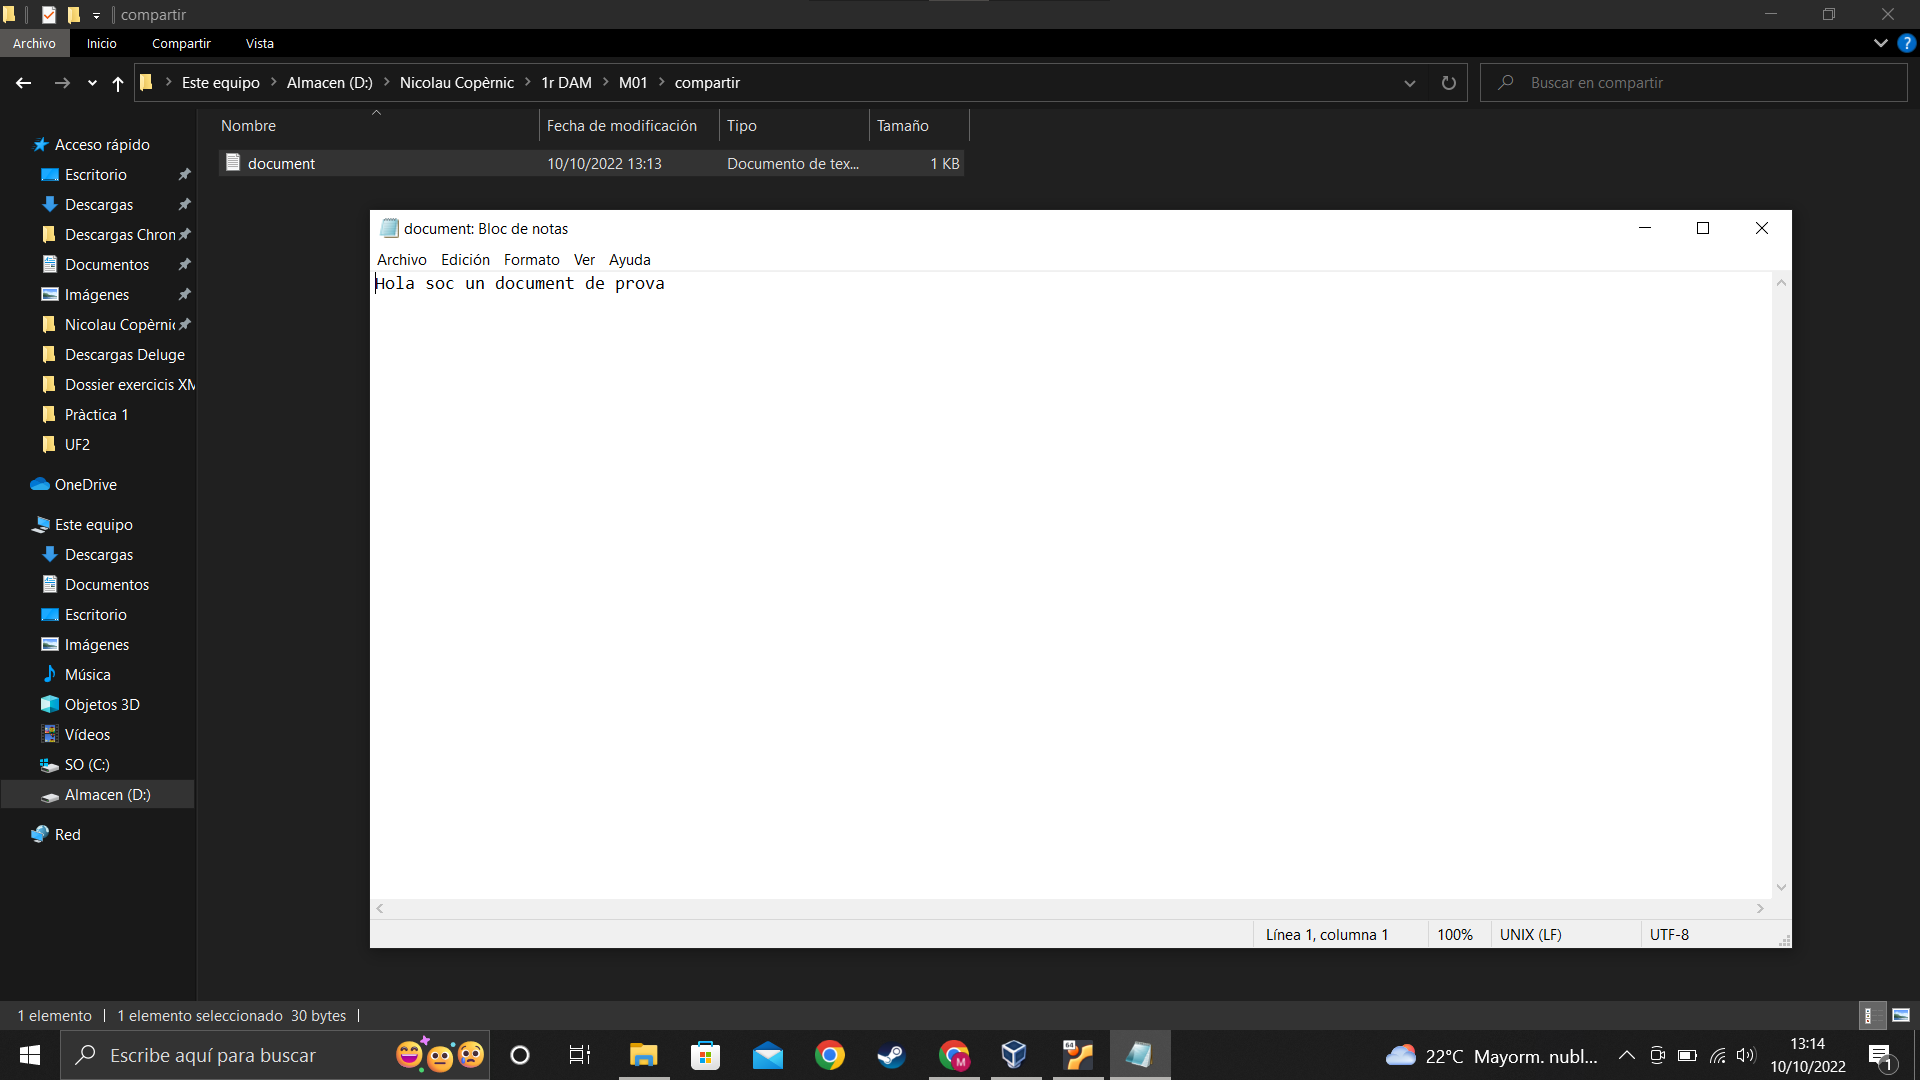 compartir
Archivo Inicio Compartir Vista
Este equipo Almacen (D:) Nicolau Copèrnic 1r DAM M01 compartir
Buscar en compartir
Nombre Fecha de modificación Tipo Tamaño
document 10/10/2022 13:13 Documento de tex... 1 KB
Acceso rápido
Escritorio
Descargas
Descargas Chron
Documentos
Imágenes
Nicolau Copèrnic
Descargas Deluge
Dossier exercicis XM
Pràctica 1
UF2
OneDrive
Este equipo
Descargas
Documentos
Escritorio
Imágenes
Música
Objetos 3D
Vídeos
SO (C:)
Almacen (D:)
Red
document: Bloc de notas
Archivo Edición Formato Ver Ayuda
Hola soc un document de prova
Línea 1, columna 1 100% UNIX (LF) UTF-8
1 elemento 1 elemento seleccionado 30 bytes
Escribe aquí para buscar
64
M
22°C Mayorm. nubl...
13:14
10/10/2022
1